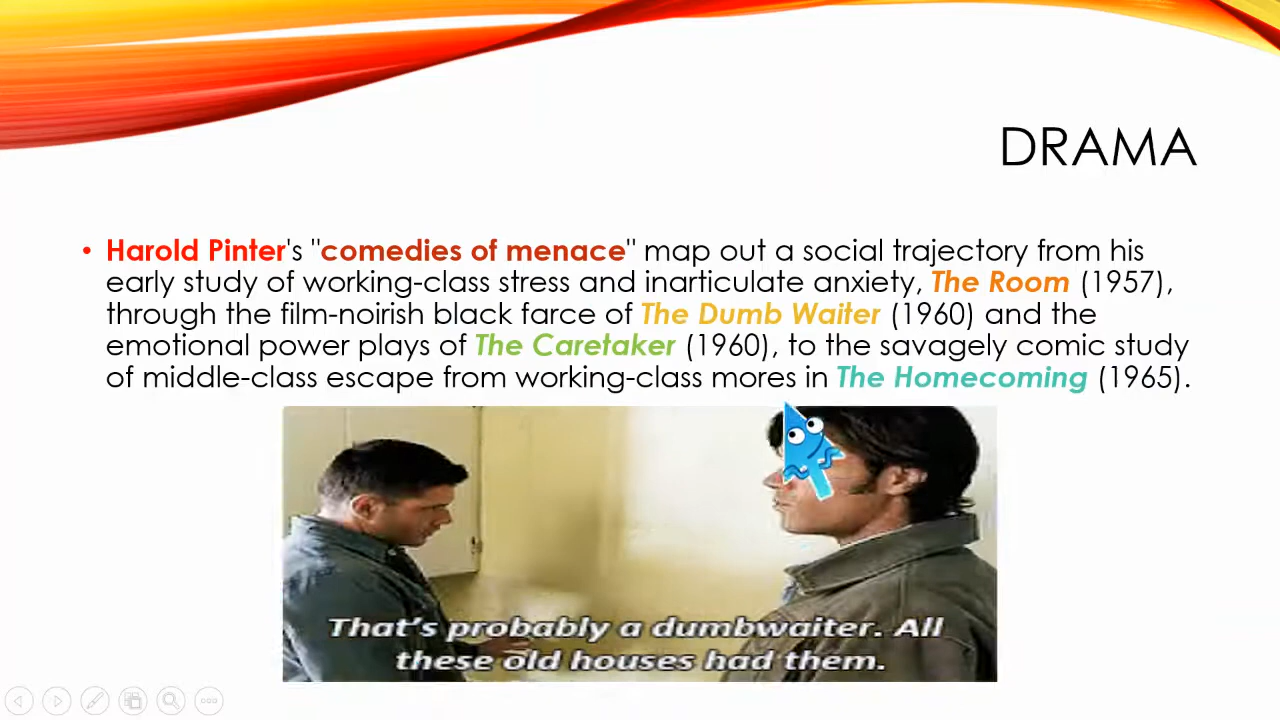 DRAMA
• Harold Pinter's "comedies of menace" map out a social trajectory from his
early study of working-class stress and inarticulate anxiety, The Room (1957),
through the film-noirish black farce of The Dumb Waiter (1960) and the
emotional power plays of The Caretaker (1960), to the savagely comic study
of middle-class escape from working-class mores in The Homecoming (1965).
That's probably a dumbwaiter. All
these old houses had them.